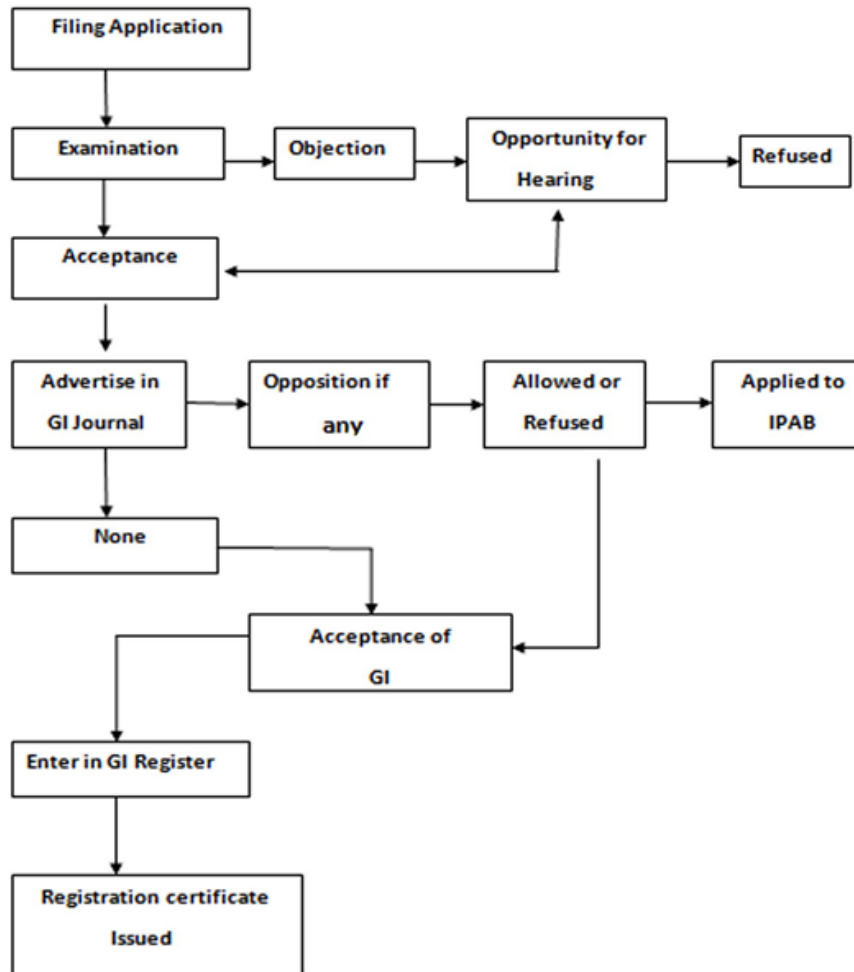 Filing Application
Examination
Objection
Opportunity for
Hearing
Refused
Acceptance
Advertise in
GI Journal
Opposition if
any
Allowed or
Refused
Applied to
IPAB
None
Acceptance of
GI
Enter in GI Register
Registration certificate
Issued